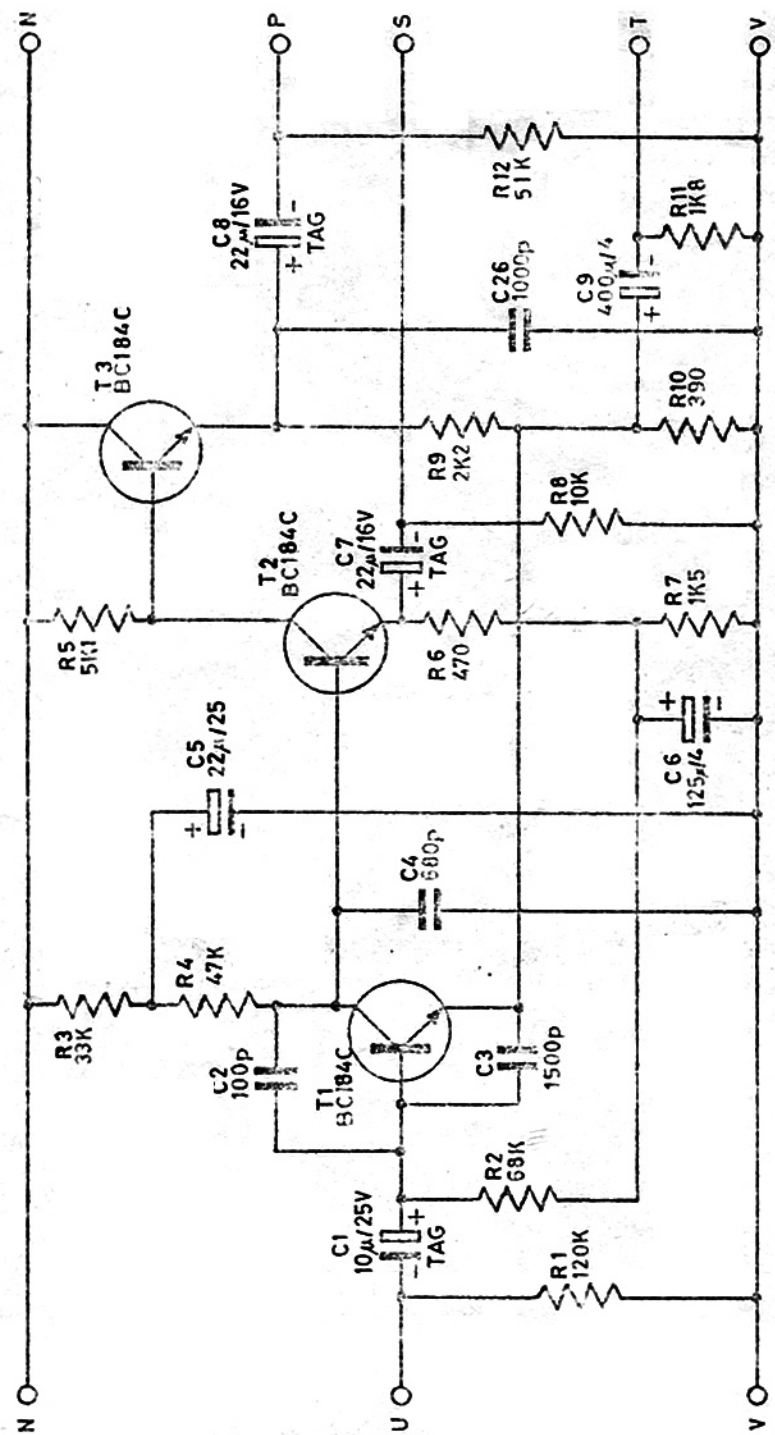 N
N
R3
33K
R5
5K1
T3
BC184C
R4
47K
C5
22µ/25
+
−
C2
100p
T2
BC184C
C8
22µ/16V
+
−
TAG
P
T1
BC184C
C7
22µ/16V
+
−
TAG
S
U
C1
10µ/25V
−
+
TAG
C4
680p
R6
470
R9
2K2
C3
1500p
R2
68K
R12
51K
C26
1000p
R1
120K
R8
10K
C9
400µ/4
+
−
T
C6
125µ/4
+
−
R7
1K5
R10
390
R11
1K8
V
V